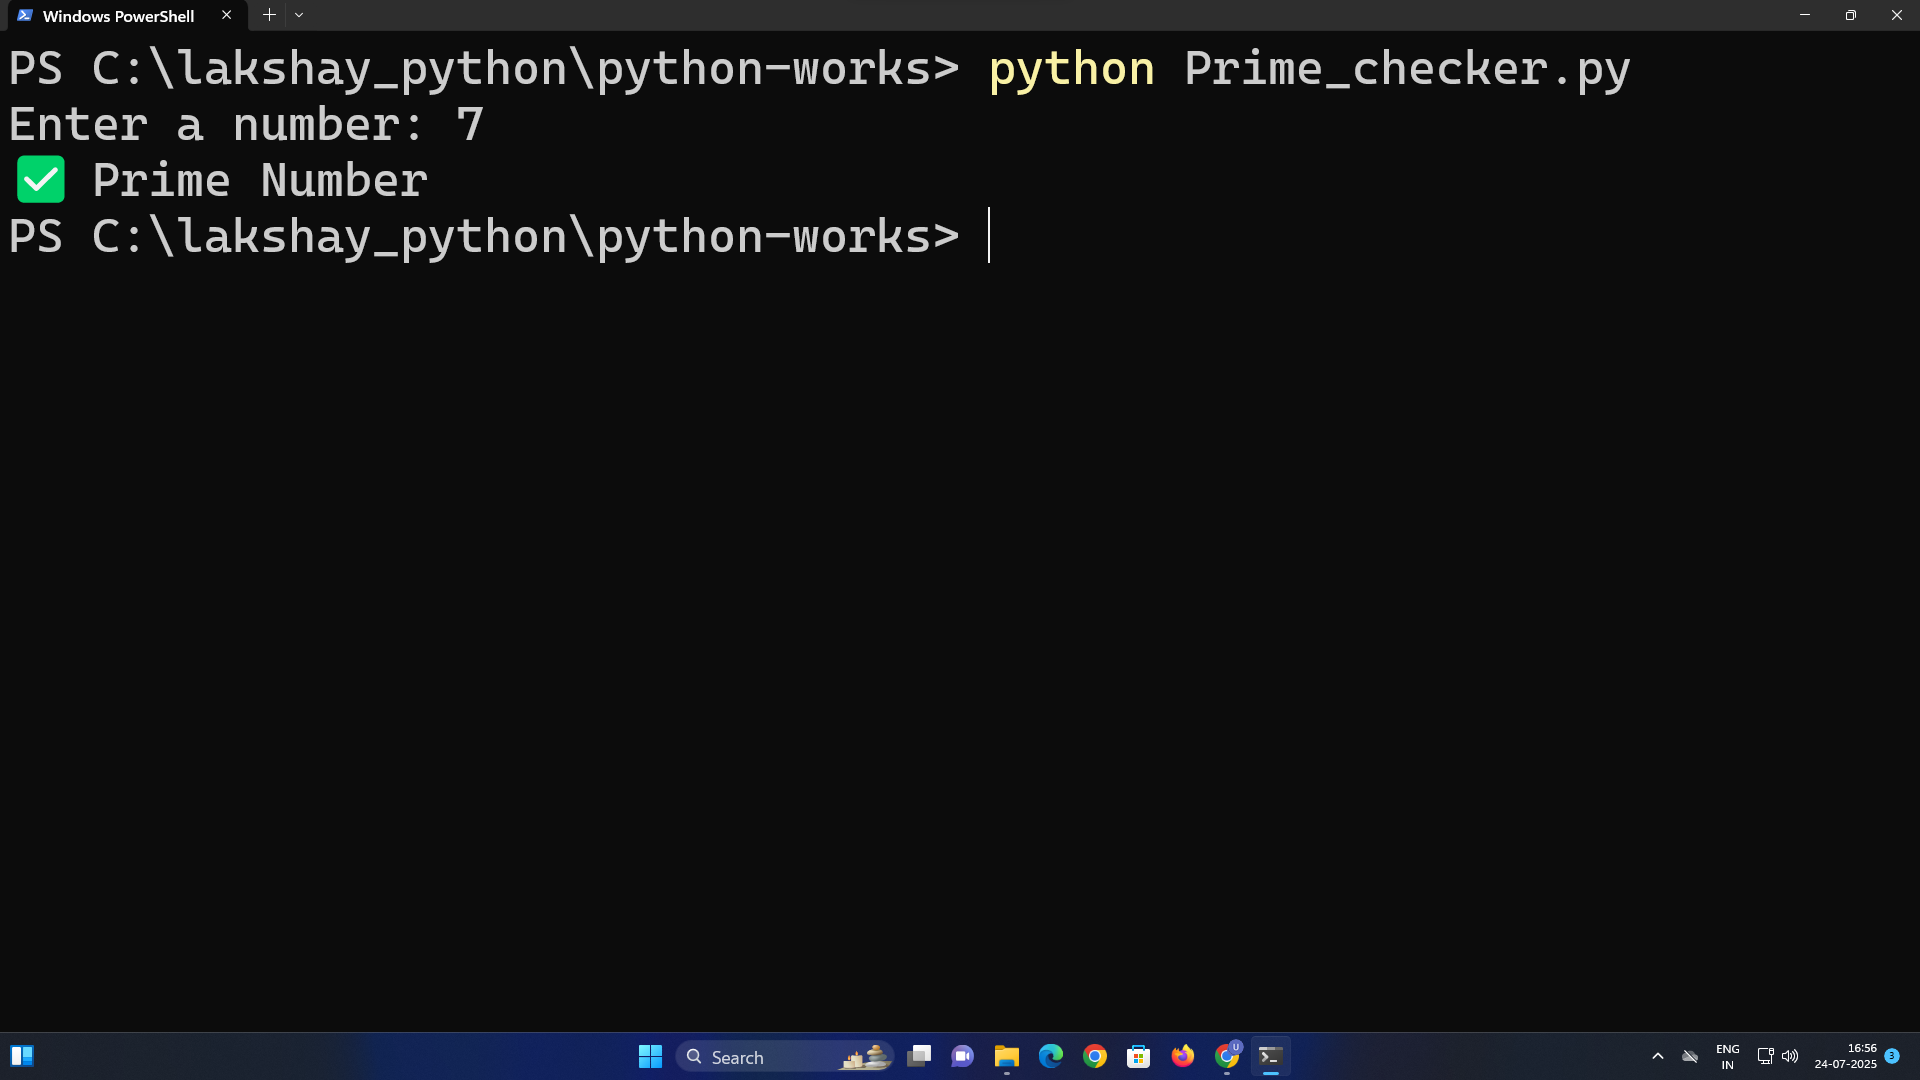 Windows PowerShell
PS C:\lakshay_python\python-works> python Prime_checker.py
Enter a number: 7
✅ Prime Number
PS C:\lakshay_python\python-works>
Search
U
ENG
IN
16:56
24-07-2025
3